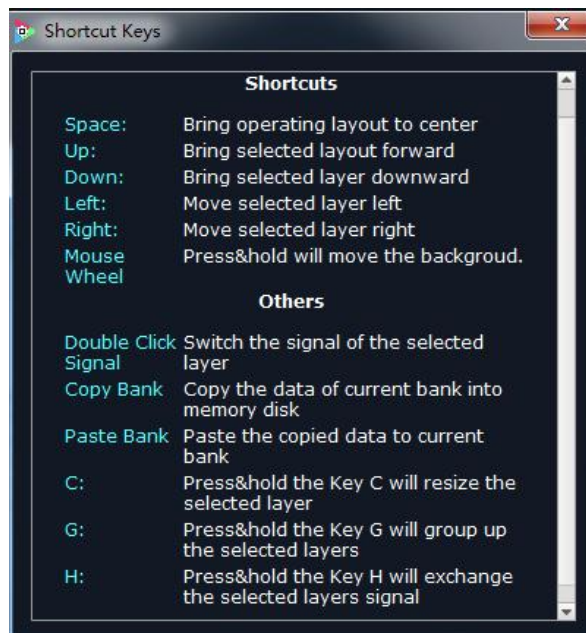 Shortcut Keys
Shortcuts
Space: Bring operating layout to center
Up: Bring selected layout forward
Down: Bring selected layer downward
Left: Move selected layer left
Right: Move selected layer right
Mouse Press&hold will move the backgroud.
Wheel
Others
Double Click Switch the signal of the selected
Signal layer
Copy Bank Copy the data of current bank into
memory disk
Paste Bank Paste the copied data to current
bank
C: Press&hold the Key C will resize the
selected layer
G: Press&hold the Key G will group up
the selected layers
H: Press&hold the Key H will exchange
the selected layers signal